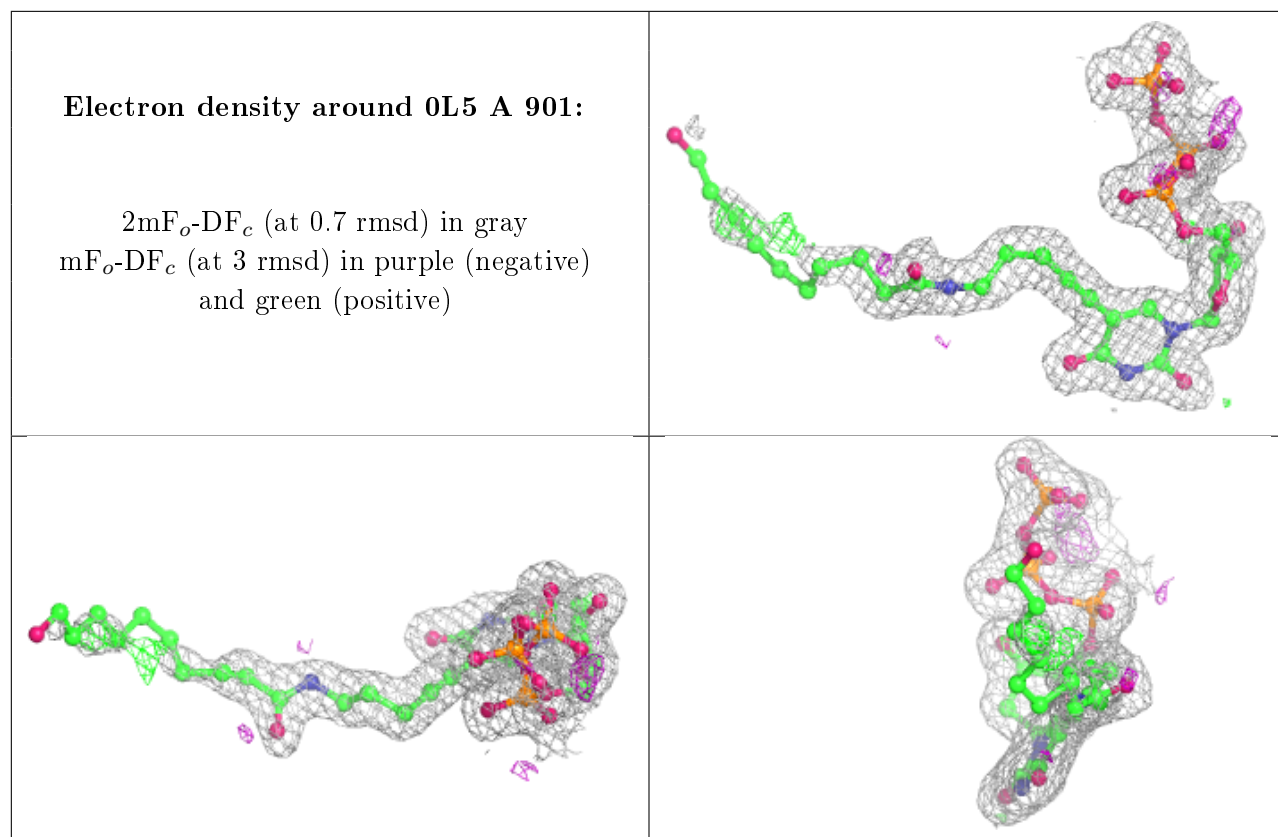 Electron density around 0L5 A 901:
2mFₒ-DF𝒸 (at 0.7 rmsd) in gray
mFₒ-DF𝒸 (at 3 rmsd) in purple (negative)
and green (positive)